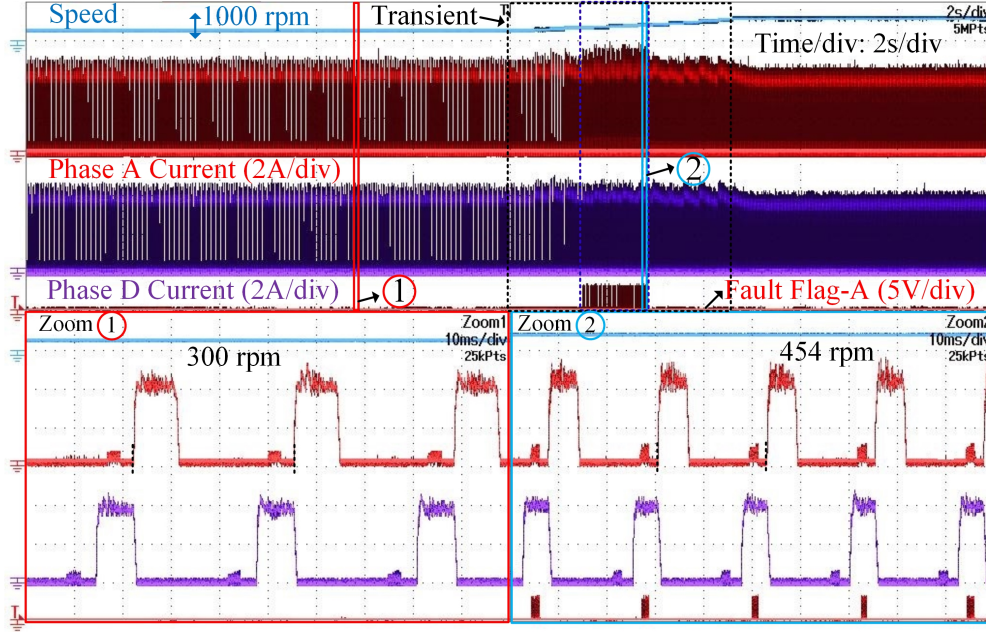 Speed
1000 rpm
Transient
T
2s/div
5MPts
Time/div: 2s/div
Phase A Current (2A/div)
2
Phase D Current (2A/div)
1
Fault Flag-A (5V/div)
Zoom 1
Zoom1
10ms/div
25kPts
300 rpm
Zoom 2
Zoom2
10ms/div
25kPts
454 rpm